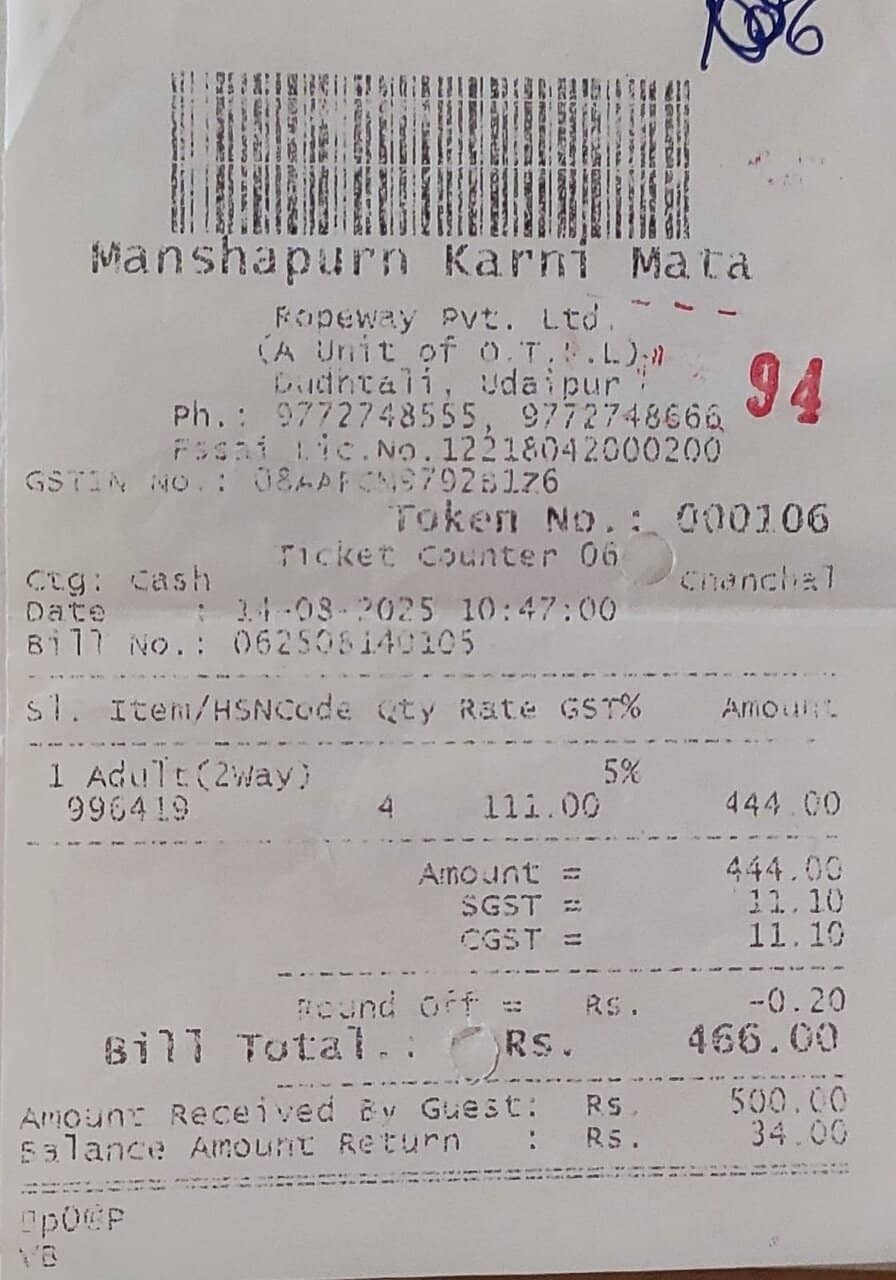 Manshapurn Karni Mata
Ropeway Pvt. Ltd.
(A Unit of O.T.
Dudhtali, Udaipur
94
Ph.: 9772748555, 9772748666
Fssai Lic.No.12218042000200
GSTIN No.:
Token No.: 000106
Ticket Counter 06
Ctg: Cash Chanchal
Date : 14-08-2025 10:47:00
Bill No.: 062508140105
Sl. Item/HSNCode Qty Rate GST% Amount
1 Adult(2Way) 5%
996419 4 111.00 444.00
Amount = 444.00
SGST = 11.10
CGST = 11.10
Round Off = Rs. -0.20
Bill Total.: Rs. 466.00
Amount Received By Guest: Rs. 500.00
Balance Amount Return : Rs. 34.00
VB